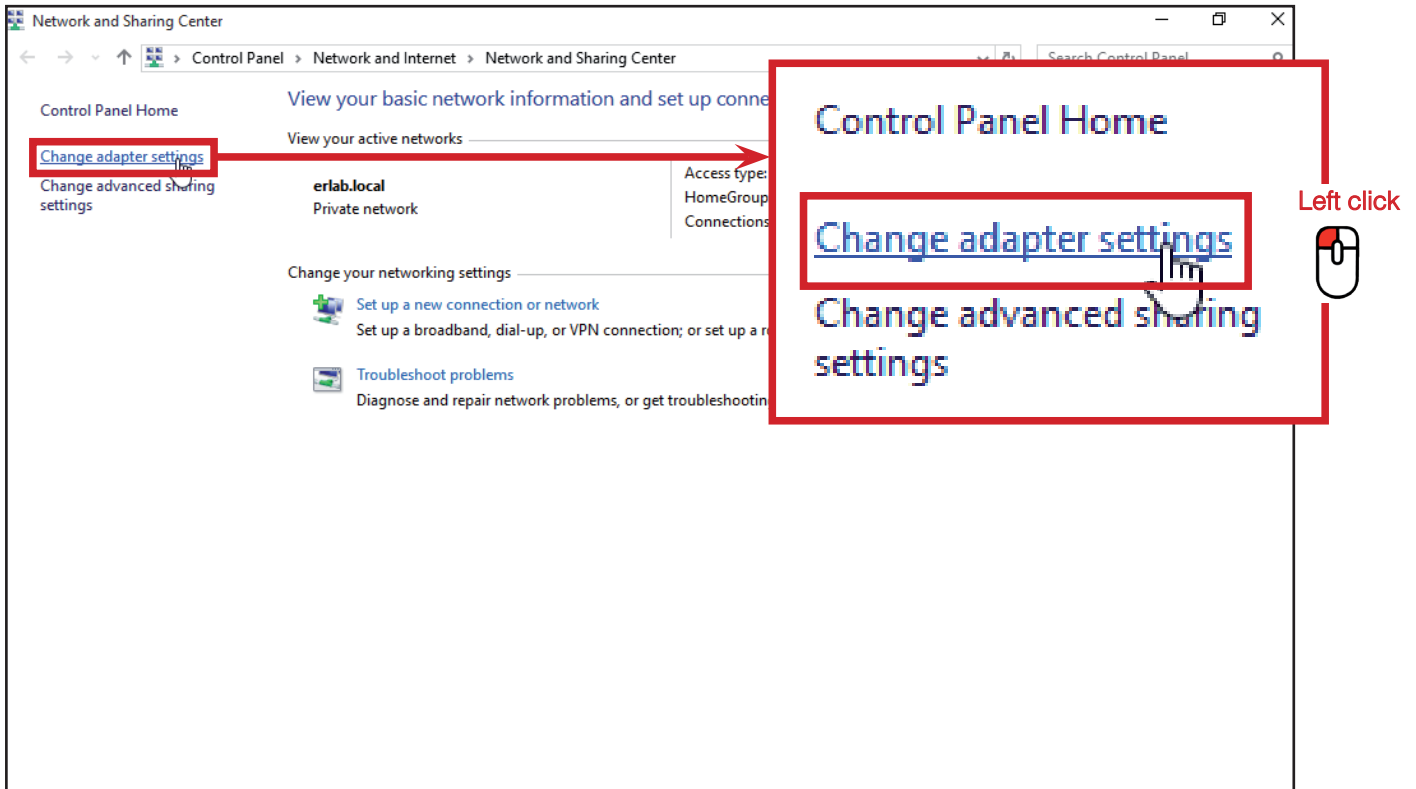 Network and Sharing Center
Control Panel > Network and Internet > Network and Sharing Center
Search Control Panel
Control Panel Home
Change adapter settings
Change advanced sharing
settings
View your basic network information and set up conne
View your active networks
erlab.local
Private network
Access type:
HomeGroup
Connections
Change your networking settings
Set up a new connection or network
Set up a broadband, dial-up, or VPN connection; or set up a r
Troubleshoot problems
Diagnose and repair network problems, or get troubleshootin
Control Panel Home
Change adapter settings
Change advanced sharing
settings
Left click